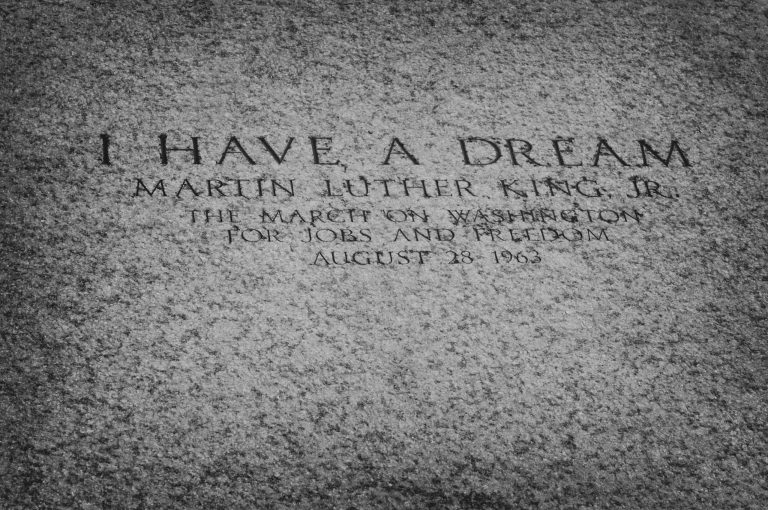 I HAVE A DREAM
MARTIN LUTHER KING, JR.
THE MARCH ON WASHINGTON
FOR JOBS AND FREEDOM
AUGUST 28 1963